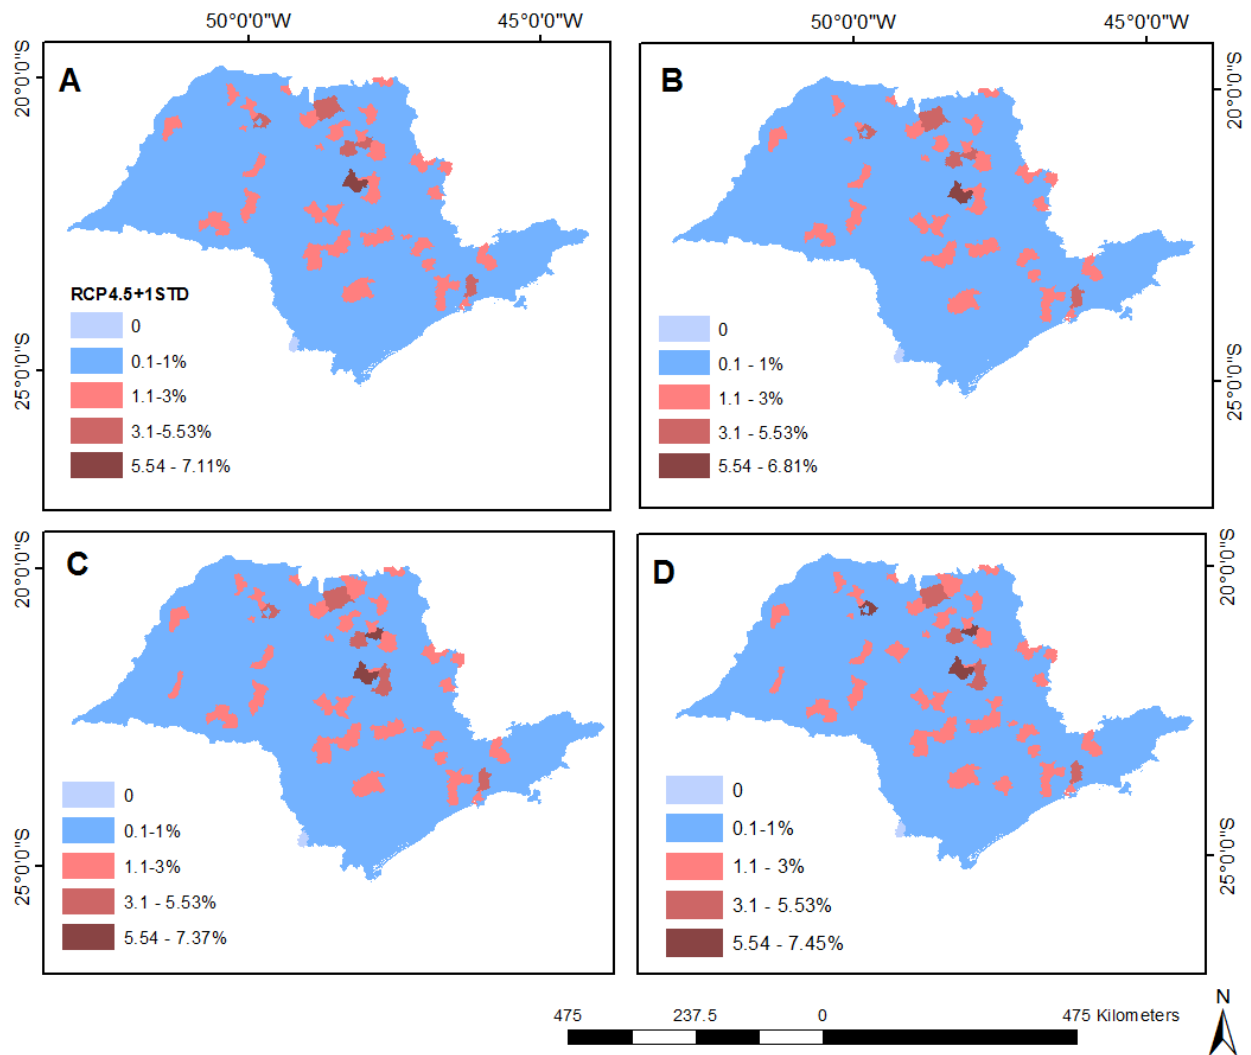 50°0'0"W 45°0'0"W 50°0'0"W 45°0'0"W
20°0'0"S
25°0'0"S
A
RCP4.5+1STD
0
0.1-1%
1.1-3%
3.1-5.53%
5.54 - 7.11%
B
0
0.1 - 1%
1.1 - 3%
3.1 - 5.53%
5.54 - 6.81%
20°0'0"S
25°0'0"S
20°0'0"S
25°0'0"S
C
0
0.1-1%
1.1-3%
3.1 - 5.53%
5.54 - 7.37%
D
0
0.1-1%
1.1 - 3%
3.1 - 5.53%
5.54 - 7.45%
20°0'0"S
25°0'0"S
475 237.5 0 475 Kilometers
N